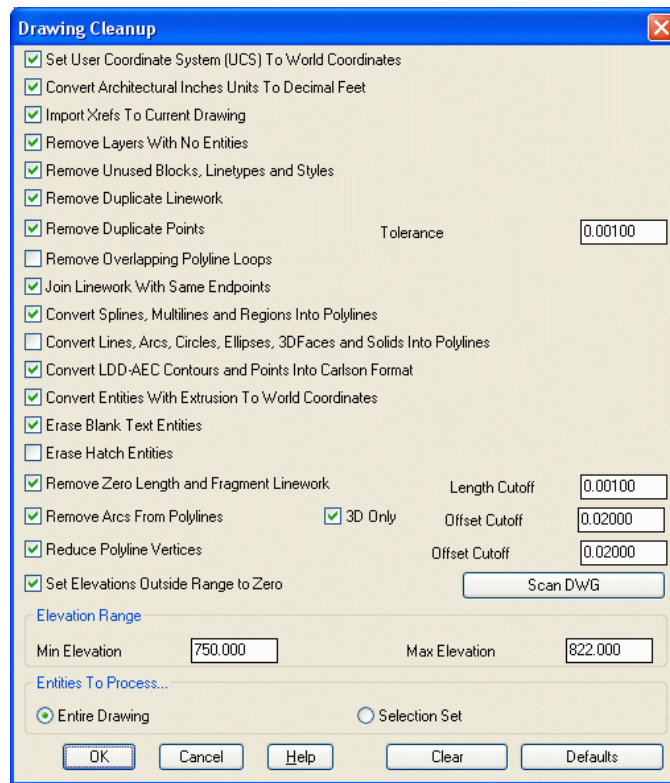 Drawing Cleanup
Set User Coordinate System (UCS) To World Coordinates
Convert Architectural Inches Units To Decimal Feet
Import Xrefs To Current Drawing
Remove Layers With No Entities
Remove Unused Blocks, Linetypes and Styles
Remove Duplicate Linework
Remove Duplicate Points Tolerance 0.00100
Remove Overlapping Polyline Loops
Join Linework With Same Endpoints
Convert Splines, Multilines and Regions Into Polylines
Convert Lines, Arcs, Circles, Ellipses, 3DFaces and Solids Into Polylines
Convert LDD-AEC Contours and Points Into Carlson Format
Convert Entities With Extrusion To World Coordinates
Erase Blank Text Entities
Erase Hatch Entities
Remove Zero Length and Fragment Linework Length Cutoff 0.00100
Remove Arcs From Polylines 3D Only Offset Cutoff 0.02000
Reduce Polyline Vertices Offset Cutoff 0.02000
Set Elevations Outside Range to Zero Scan DWG
Elevation Range
Min Elevation 750.000 Max Elevation 822.000
Entities To Process...
Entire Drawing Selection Set
OK Cancel Help Clear Defaults